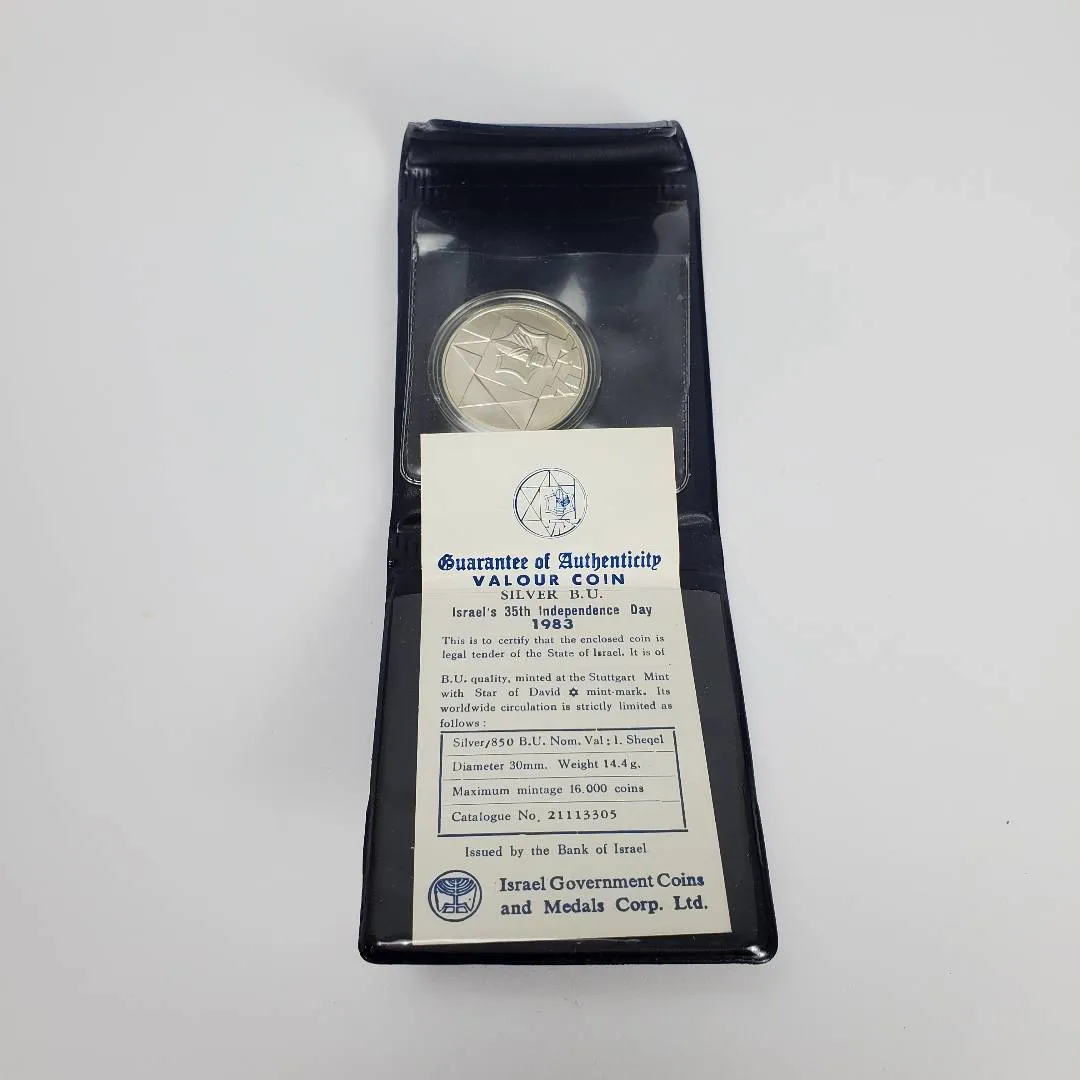 Guarantee of Authenticity
VALOUR COIN
SILVER B.U.
Israel's 35th Independence Day
1983
This is to certify that the enclosed coin is
legal tender of the State of Israel. It is of
B.U. quality, minted at the Stuttgart Mint
with Star of David ✡ mint-mark. Its
worldwide circulation is strictly limited as
follows :
Silver/850 B.U. Nom. Val : 1. Sheqel
Diameter 30mm. Weight 14.4 g.
Maximum mintage 16.000 coins
Catalogue No. 21113305
Issued by the Bank of Israel
Israel Government Coins
and Medals Corp. Ltd.